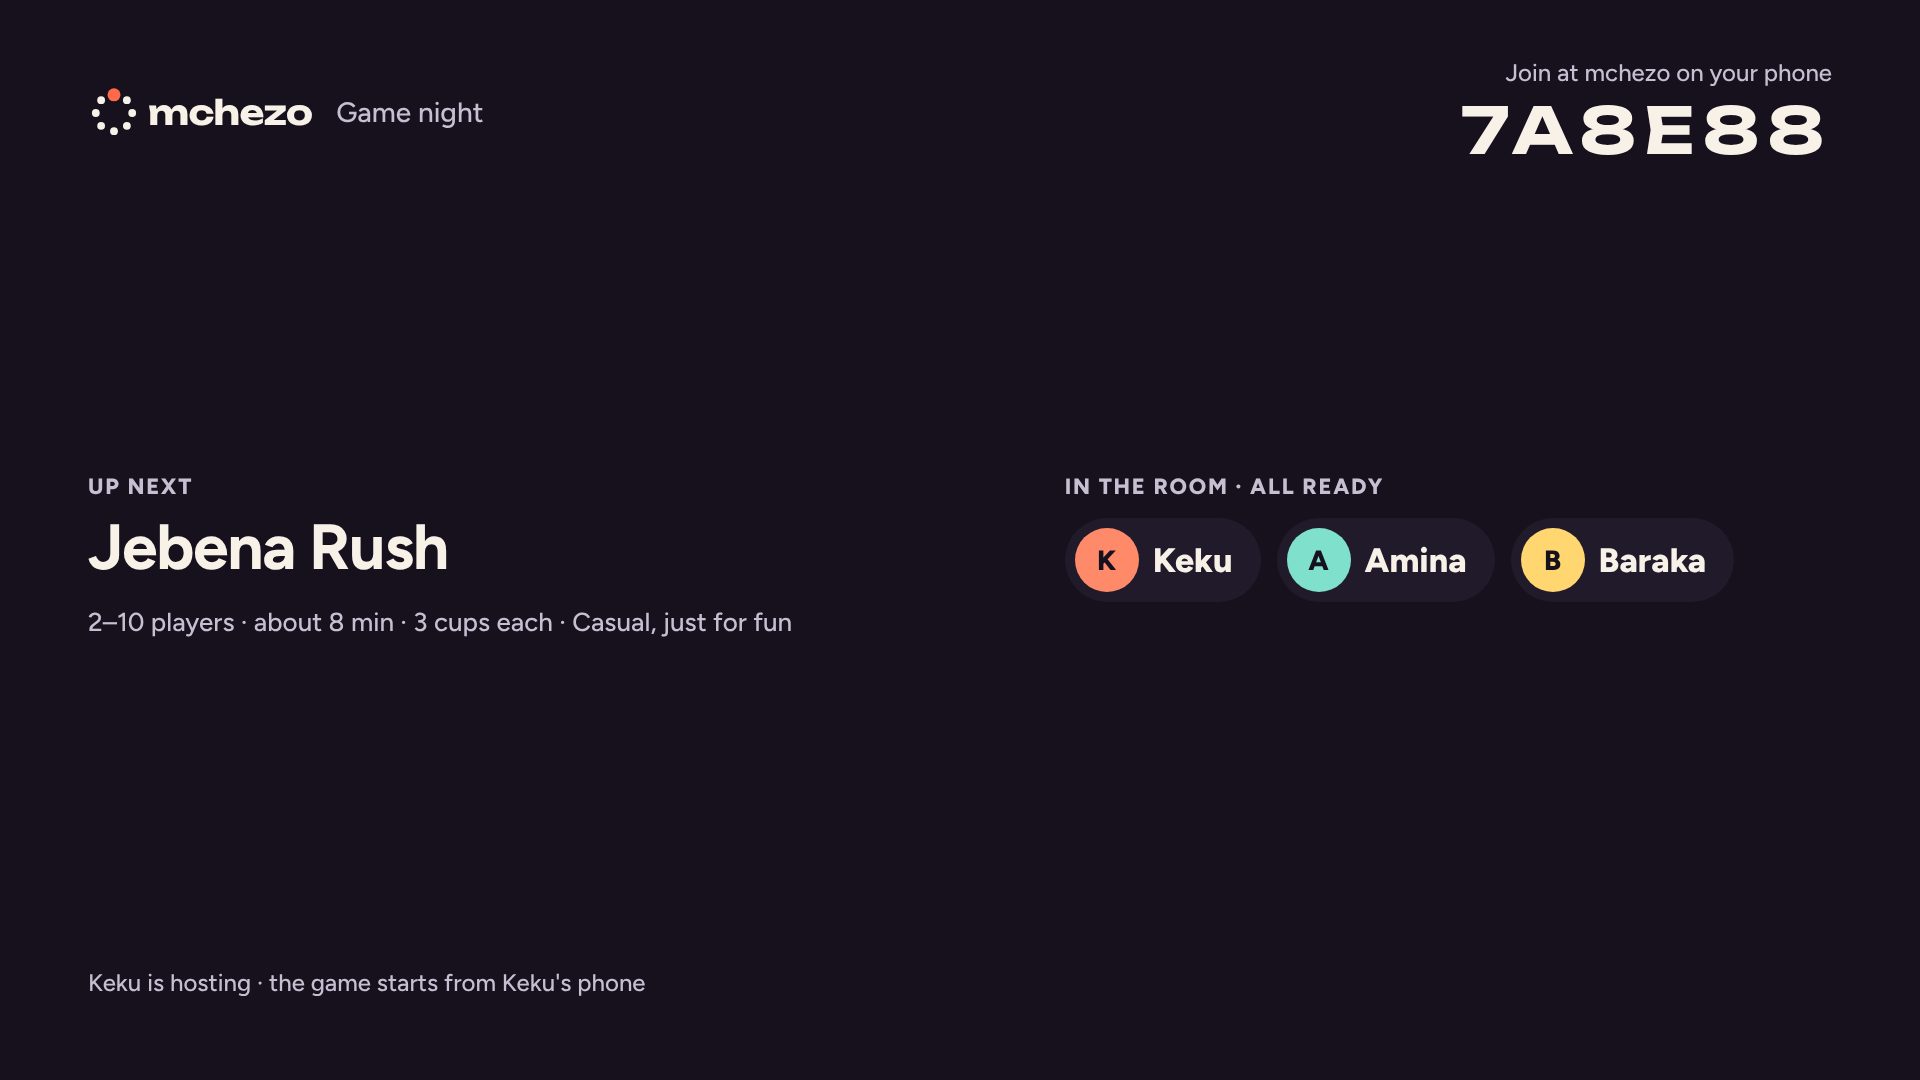 mchezo Game night
Join at mchezo on your phone
7A8E88
UP NEXT
Jebena Rush
2–10 players · about 8 min · 3 cups each · Casual, just for fun
IN THE ROOM · ALL READY
K Keku A Amina B Baraka
Keku is hosting · the game starts from Keku's phone